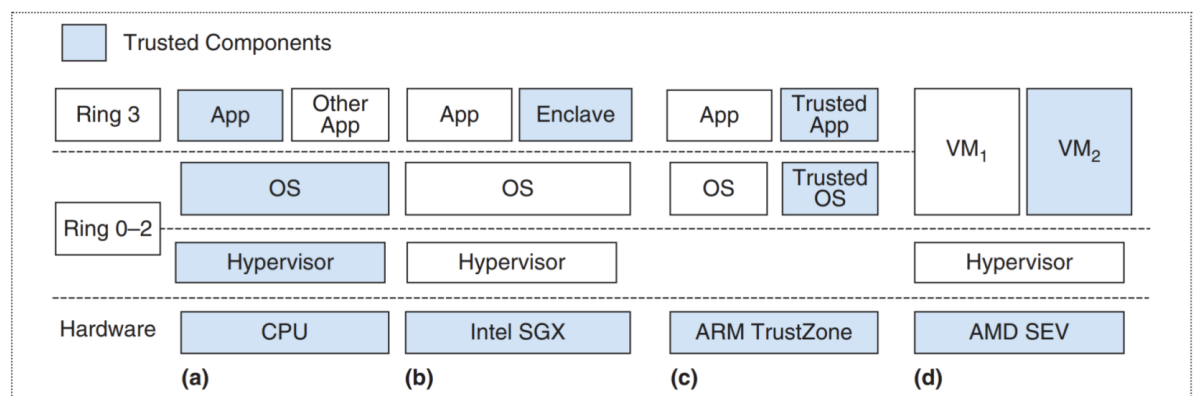 Trusted Components
Ring 3
App
Other
App
App
Enclave
App
Trusted
App
VM₁
VM₂
OS
OS
OS
Trusted
OS
Ring 0–2
Hypervisor
Hypervisor
Hypervisor
Hardware
CPU
Intel SGX
ARM TrustZone
AMD SEV
(a)
(b)
(c)
(d)